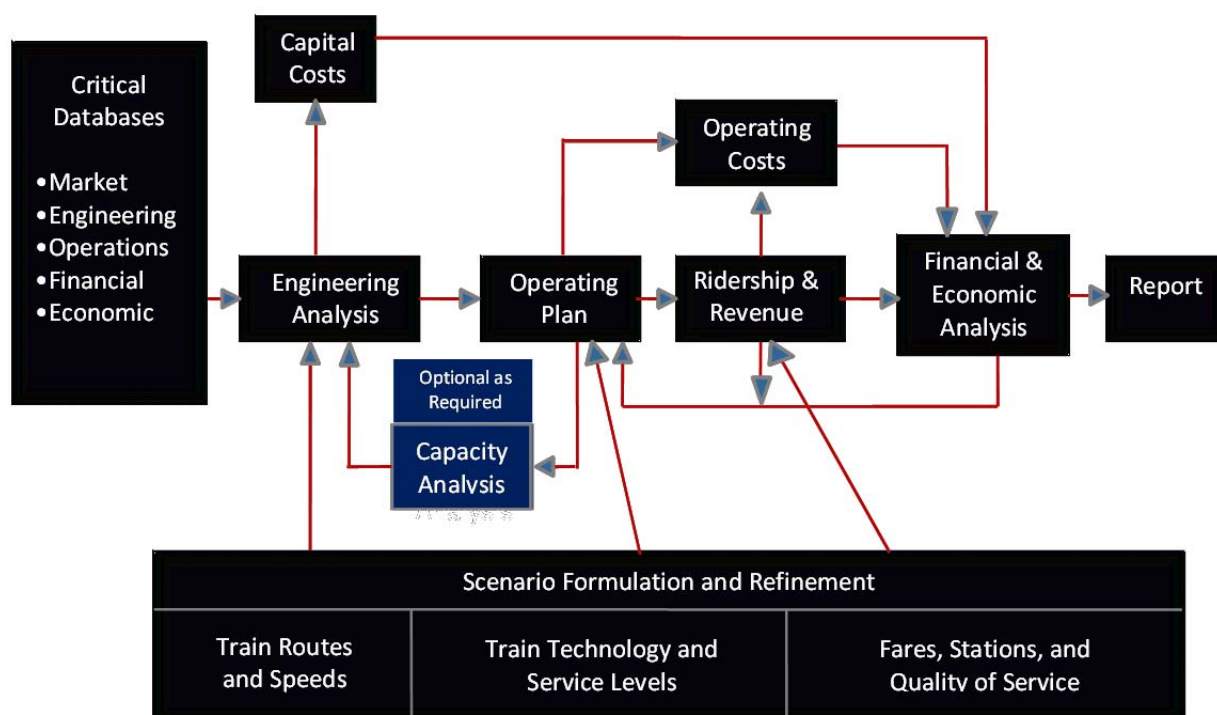 Critical
Databases
•Market
•Engineering
•Operations
•Financial
•Economic
Capital
Costs
Operating
Costs
Engineering
Analysis
Operating
Plan
Ridership &
Revenue
Financial &
Economic
Analysis
Report
Optional as
Required
Capacity
Analysis
Scenario Formulation and Refinement
Train Routes
and Speeds
Train Technology and
Service Levels
Fares, Stations, and
Quality of Service